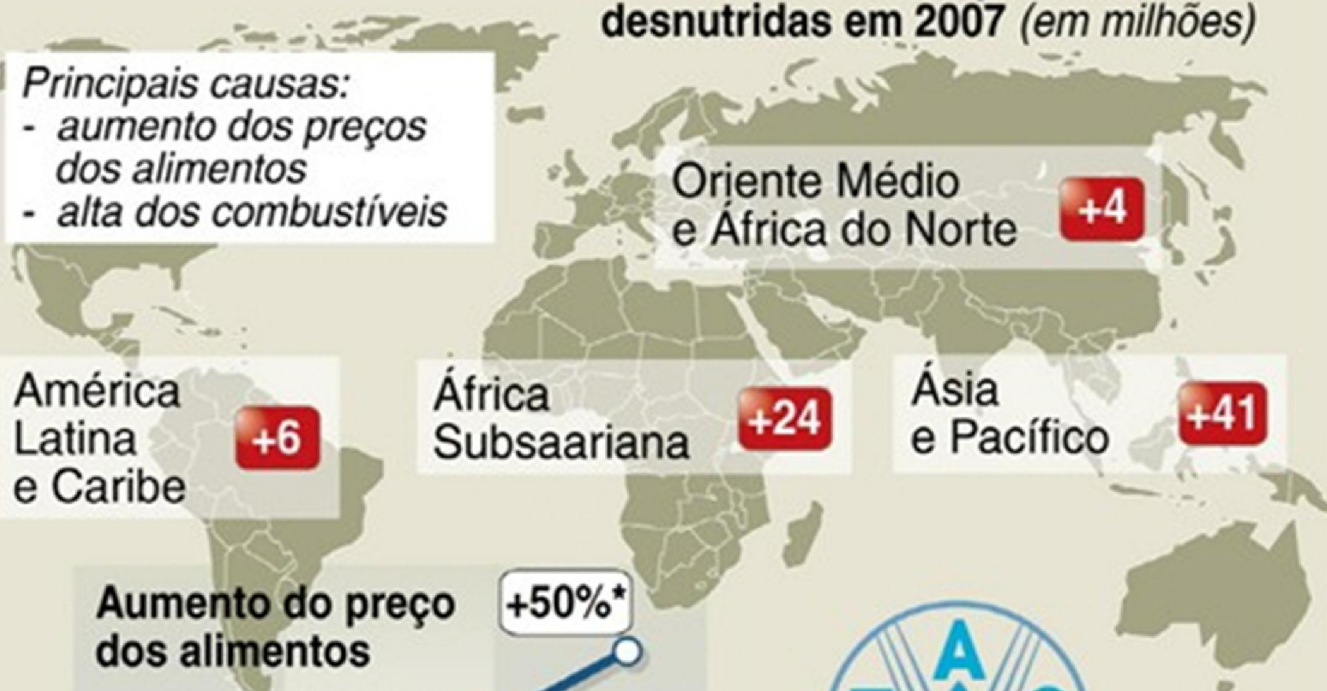 desnutridas em 2007 (em milhões)
Principais causas:
- aumento dos preços
dos alimentos
- alta dos combustíveis
Oriente Médio
e África do Norte
+4
América
Latina
e Caribe
+6
África
Subsaariana
+24
Ásia
e Pacífico
+41
Aumento do preço
dos alimentos
+50%*
A